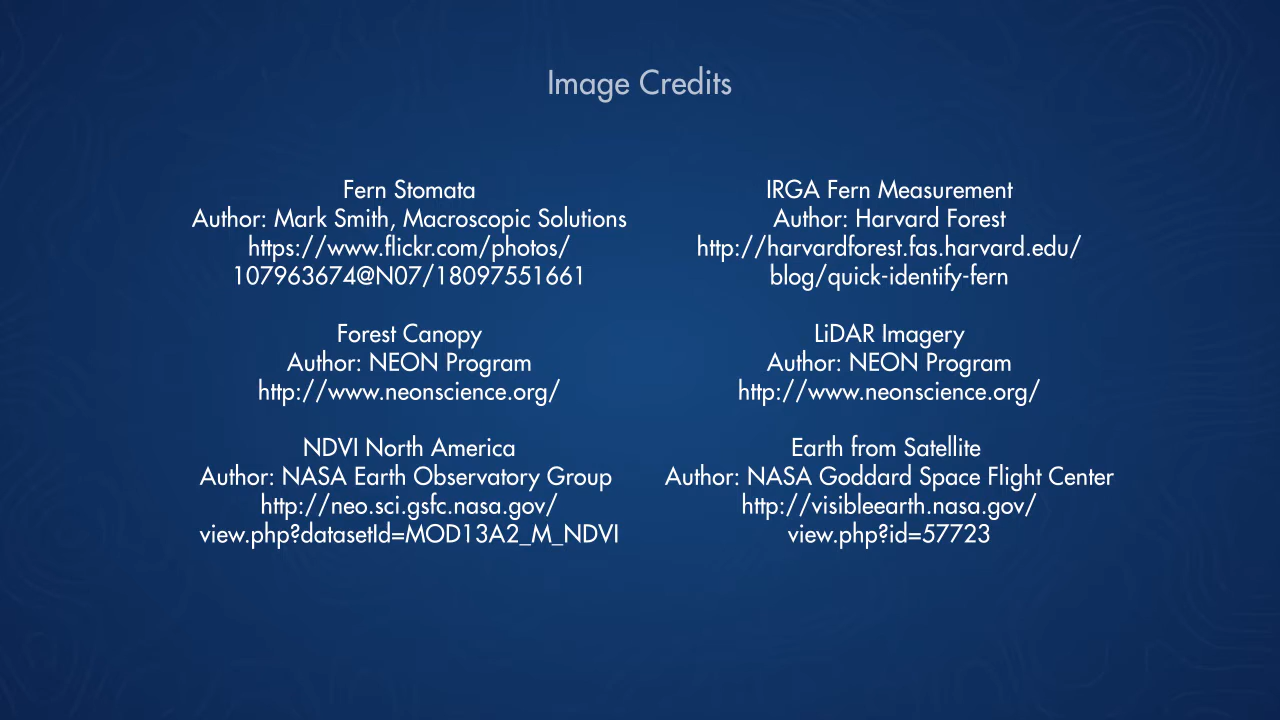 Image Credits
Fern Stomata
Author: Mark Smith, Macroscopic Solutions
https://www.flickr.com/photos/
107963674@N07/18097551661
Forest Canopy
Author: NEON Program
http://www.neonscience.org/
NDVI North America
Author: NASA Earth Observatory Group
http://neo.sci.gsfc.nasa.gov/
view.php?datasetId=MOD13A2_M_NDVI
IRGA Fern Measurement
Author: Harvard Forest
http://harvardforest.fas.harvard.edu/
blog/quick-identify-fern
LiDAR Imagery
Author: NEON Program
http://www.neonscience.org/
Earth from Satellite
Author: NASA Goddard Space Flight Center
http://visibleearth.nasa.gov/
view.php?id=57723